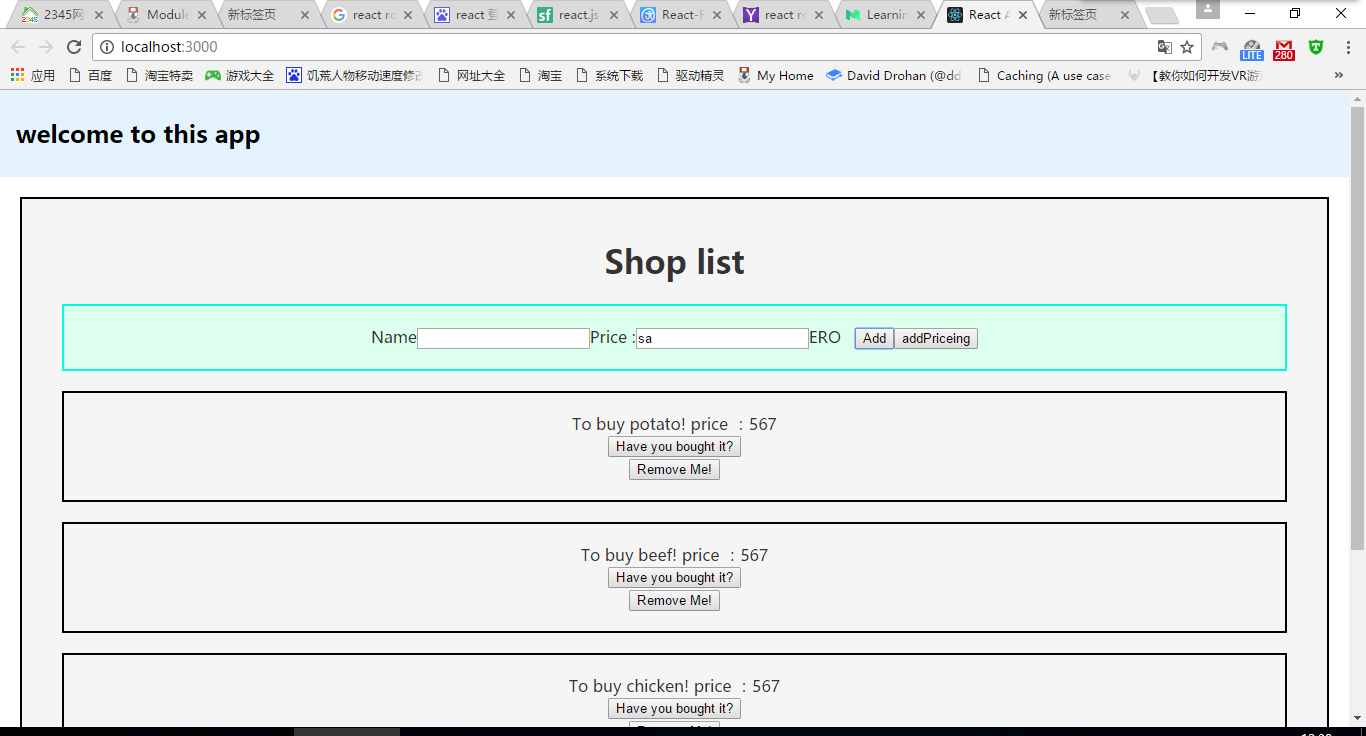 2345网
Module
新标签页
react ro
react 登
react.js
React-R
react ro
Learnin
React A
新标签页
localhost:3000
LITE
280
应用
百度
淘宝特卖
游戏大全
饥荒人物移动速度修改
网址大全
淘宝
系统下载
驱动精灵
My Home
David Drohan (@dd
Caching (A use case
【教你如何开发VR游
»
welcome to this app
Shop list
Name Price :sa ERO Add addPriceing
To buy potato! price ：567
Have you bought it?
Remove Me!
To buy beef! price ：567
Have you bought it?
Remove Me!
To buy chicken! price ：567
Have you bought it?